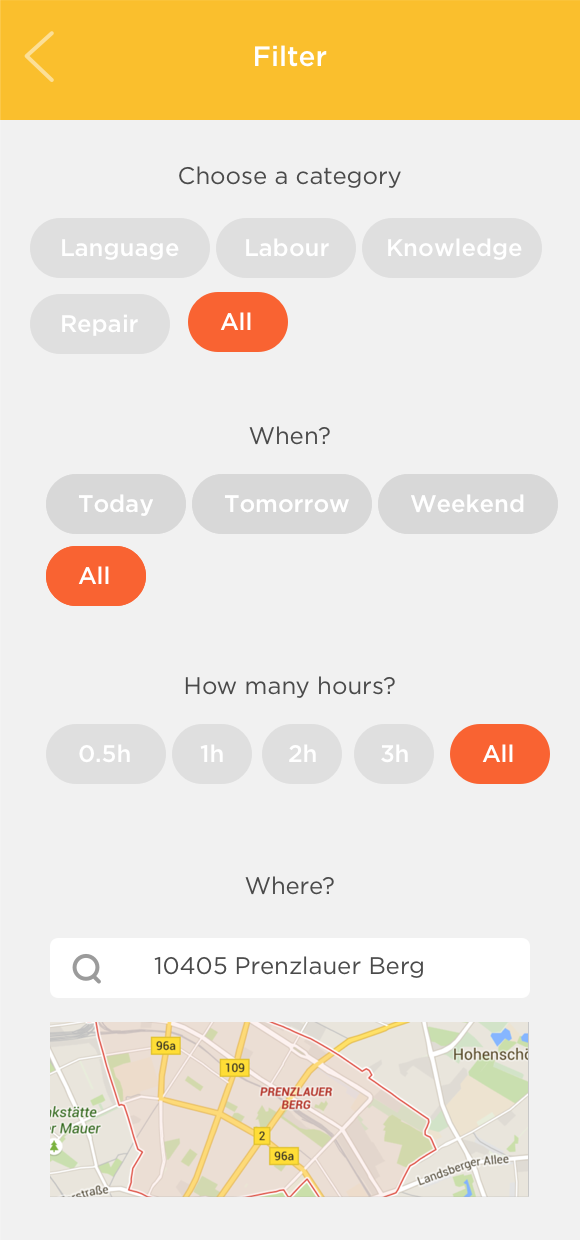 Filter
Choose a category
Language Labour Knowledge
Repair All
When?
Today Tomorrow Weekend
All
How many hours?
0.5h 1h 2h 3h All
Where?
10405 Prenzlauer Berg
96a
Hohenschö
109
PRENZLAUER
BERG
kstätte
r Mauer
2
96a
Landsberger Allee
straße